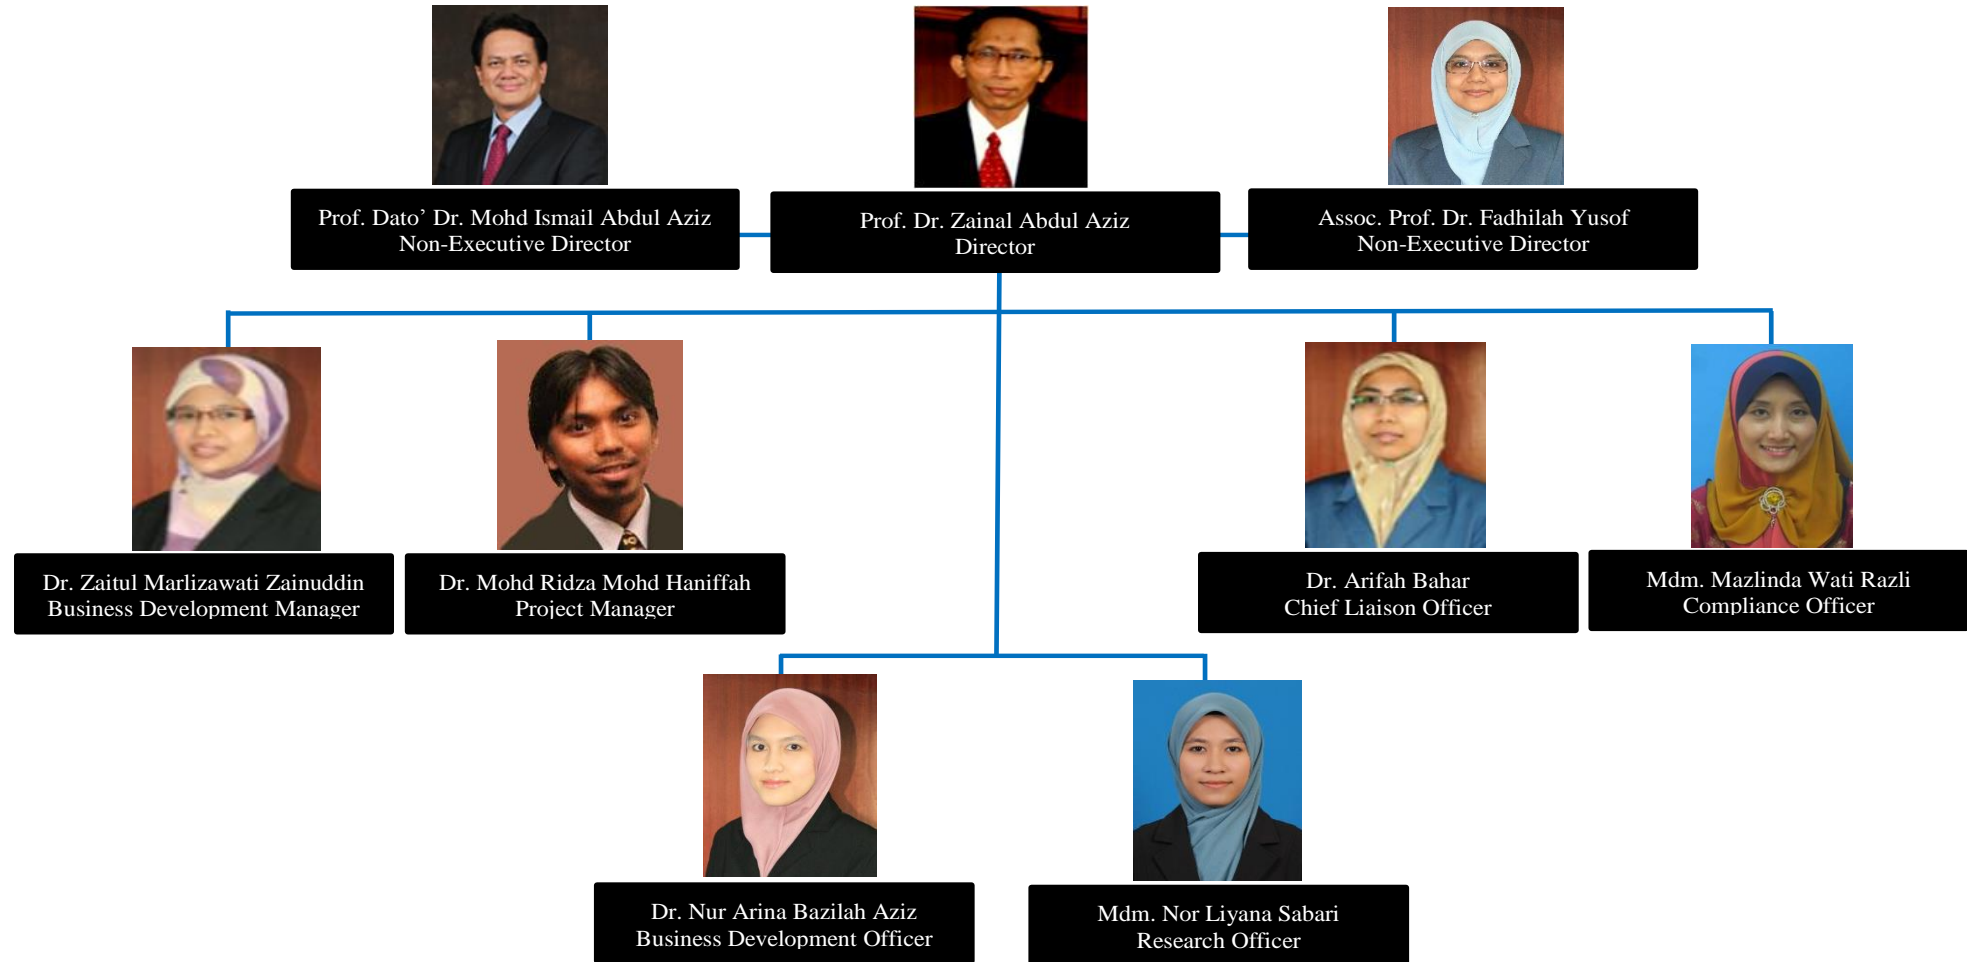 Prof. Dato’ Dr. Mohd Ismail Abdul Aziz
Non-Executive Director
Prof. Dr. Zainal Abdul Aziz
Director
Assoc. Prof. Dr. Fadhilah Yusof
Non-Executive Director
Dr. Zaitul Marlizawati Zainuddin
Business Development Manager
Dr. Mohd Ridza Mohd Haniffah
Project Manager
Dr. Arifah Bahar
Chief Liaison Officer
Mdm. Mazlinda Wati Razli
Compliance Officer
Dr. Nur Arina Bazilah Aziz
Business Development Officer
Mdm. Nor Liyana Sabari
Research Officer